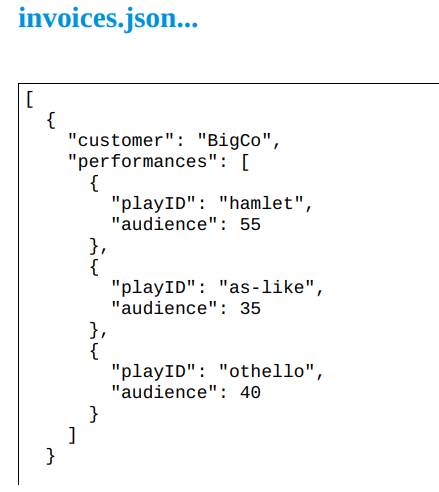 invoices.json...
[
  {
    "customer": "BigCo",
    "performances": [
      {
        "playID": "hamlet",
        "audience": 55
      },
      {
        "playID": "as-like",
        "audience": 35
      },
      {
        "playID": "othello",
        "audience": 40
      }
    ]
  }